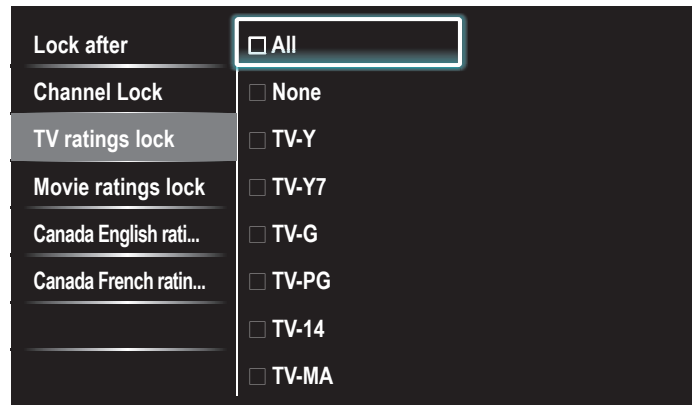 Lock after
Channel Lock
TV ratings lock
Movie ratings lock
Canada English rati...
Canada French ratin...
All
None
TV-Y
TV-Y7
TV-G
TV-PG
TV-14
TV-MA